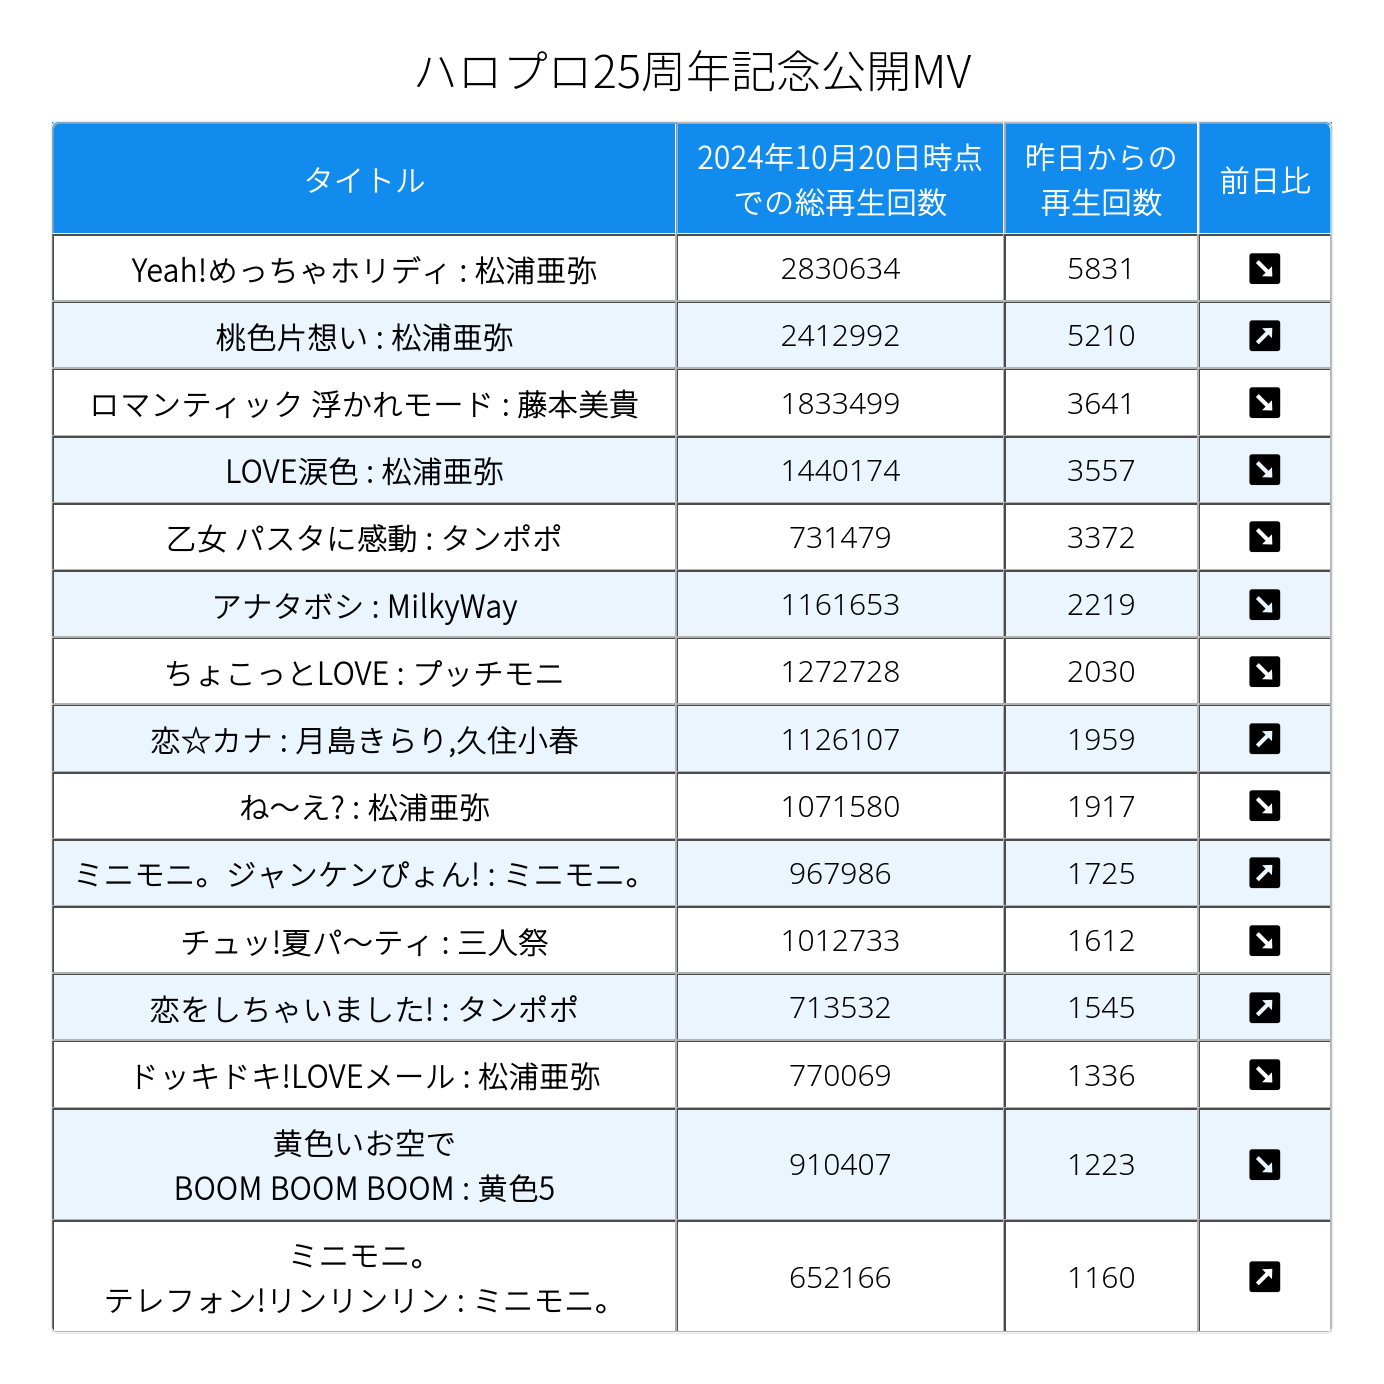 ハロプロ25周年記念公開MV
タイトル
2024年10月20日時点
での総再生回数
昨日からの
再生回数
前日比
Yeah!めっちゃホリディ : 松浦亜弥 2830634 5831
桃色片想い : 松浦亜弥 2412992 5210
ロマンティック 浮かれモード : 藤本美貴 1833499 3641
LOVE涙色 : 松浦亜弥 1440174 3557
乙女 パスタに感動 : タンポポ 731479 3372
アナタボシ : MilkyWay 1161653 2219
ちょこっとLOVE : プッチモニ 1272728 2030
恋☆カナ : 月島きらり,久住小春 1126107 1959
ね〜え? : 松浦亜弥 1071580 1917
ミニモニ。ジャンケンぴょん! : ミニモニ。 967986 1725
チュッ!夏パ〜ティ : 三人祭 1012733 1612
恋をしちゃいました! : タンポポ 713532 1545
ドッキドキ!LOVEメール : 松浦亜弥 770069 1336
黄色いお空で
BOOM BOOM BOOM : 黄色5 910407 1223
ミニモニ。
テレフォン!リンリンリン : ミニモニ。 652166 1160